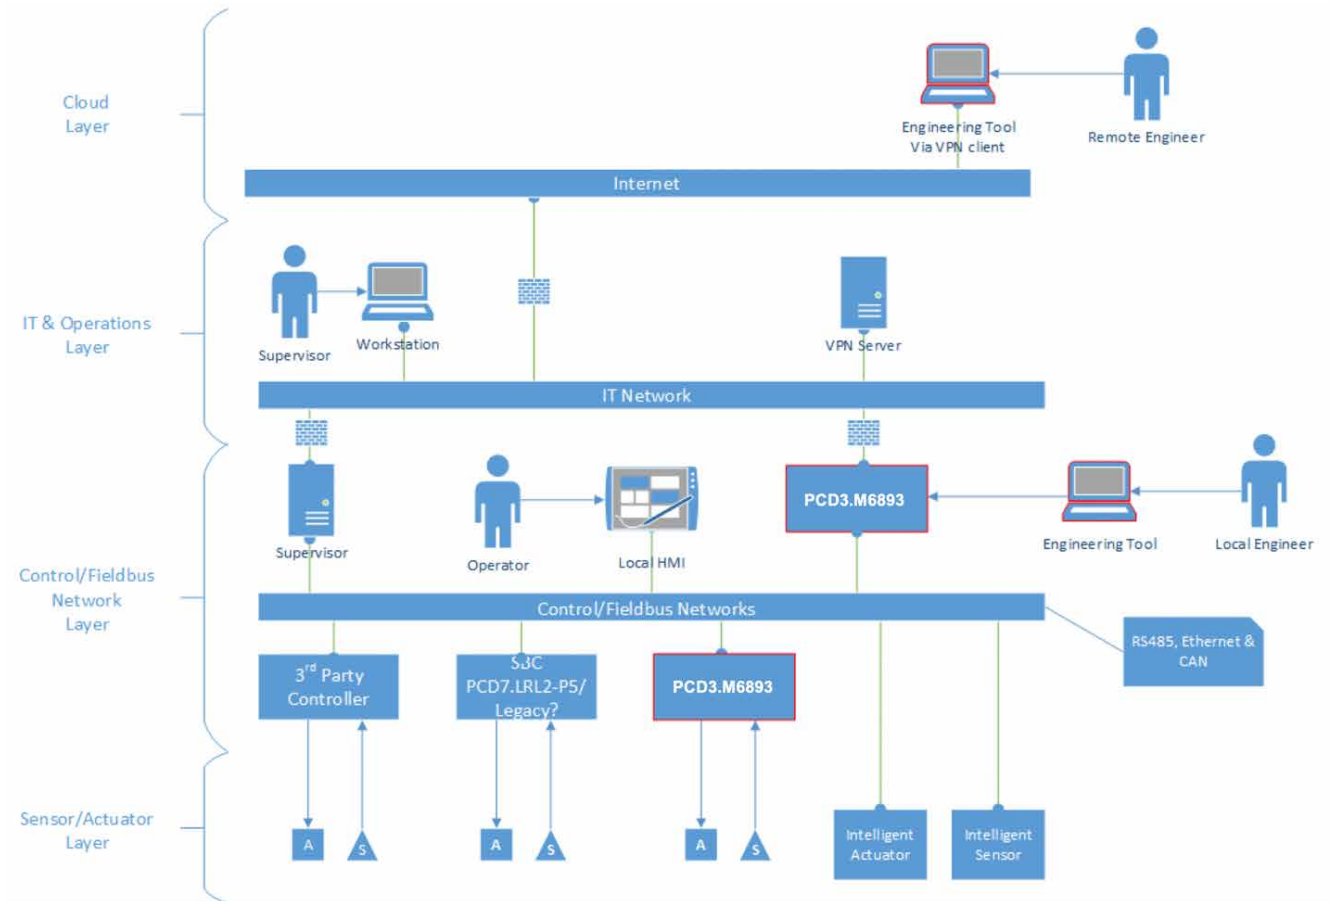 Cloud
Layer
Engineering Tool
Via VPN client
Remote Engineer
Internet
IT & Operations
Layer
Supervisor
Workstation
VPN Server
IT Network
Control/Fieldbus
Network
Layer
Supervisor
Operator
Local HMI
PCD3.M6893
Engineering Tool
Local Engineer
Control/Fieldbus Networks
RS485, Ethernet &
CAN
3rd Party
Controller
SBC
PCD7.LRL2-P5/
Legacy?
PCD3.M6893
Sensor/Actuator
Layer
A
S
A
S
A
S
Intelligent
Actuator
Intelligent
Sensor